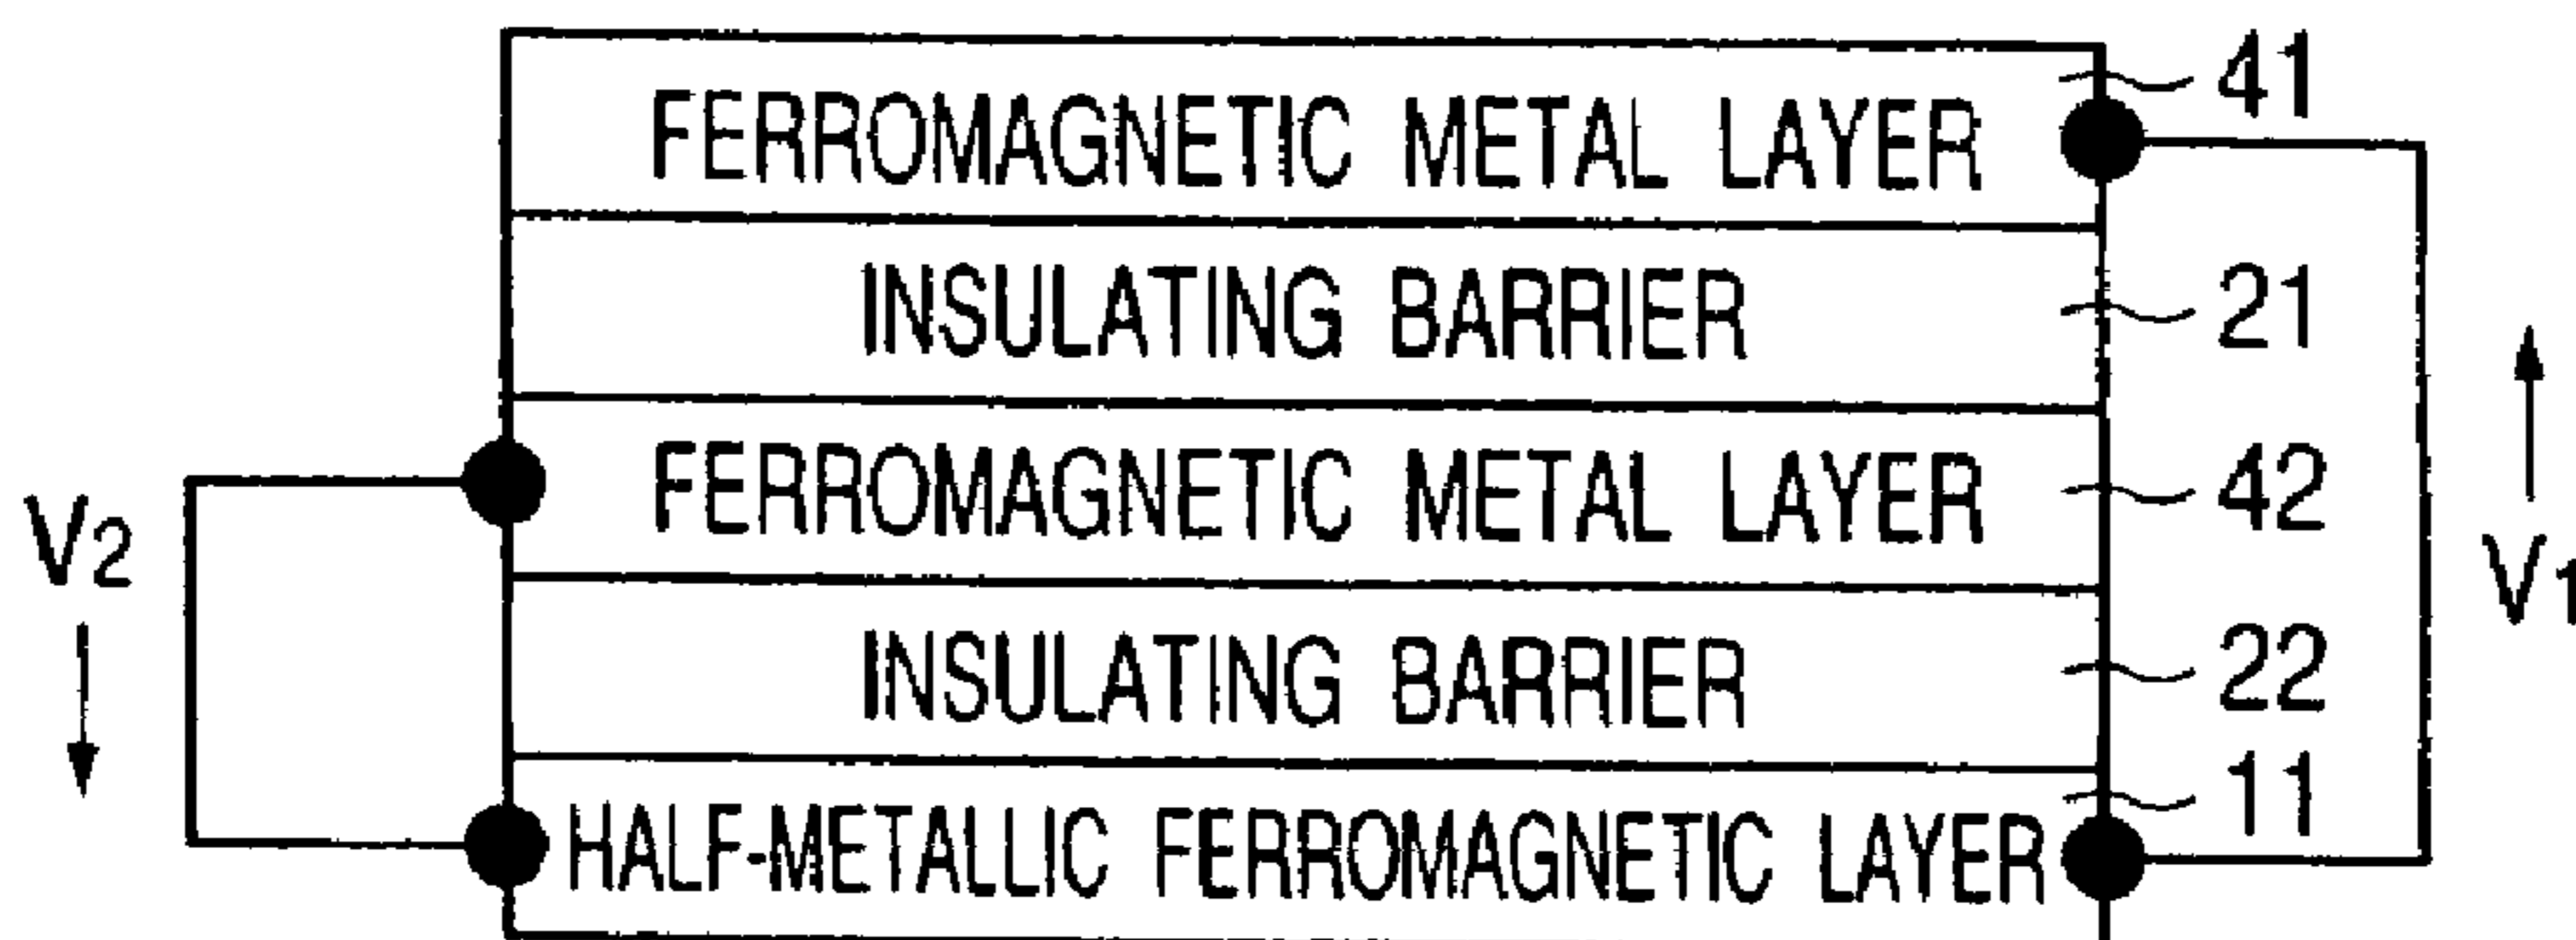 FERROMAGNETIC METAL LAYER 41
INSULATING BARRIER 21
FERROMAGNETIC METAL LAYER 42
V2
V1
INSULATING BARRIER 22
HALF-METALLIC FERROMAGNETIC LAYER 11